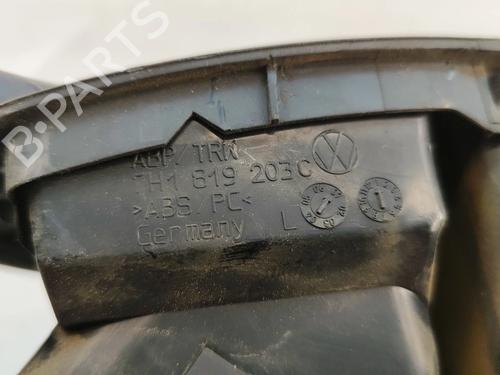 B-PARTS
ABP/TRW
7H1 819 203 C
>ABS / PC<
Germany L